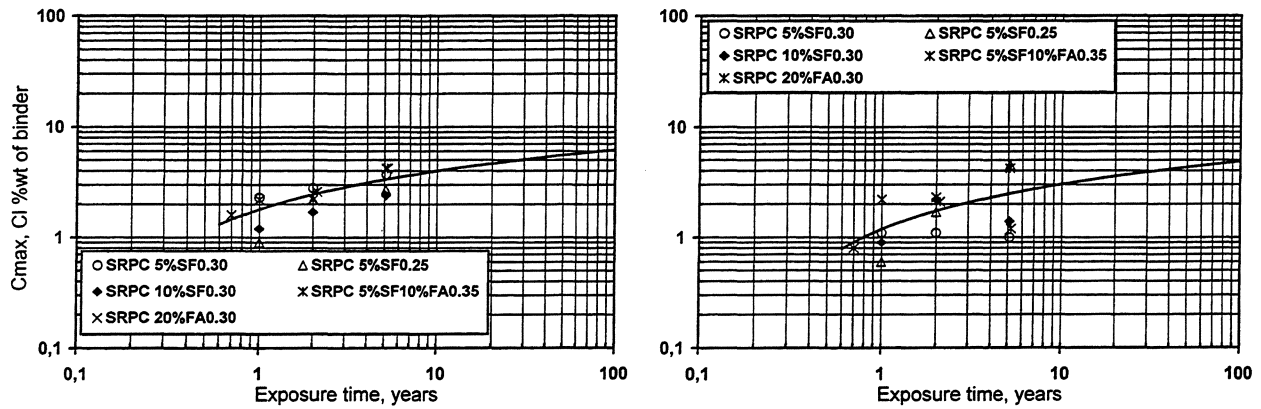 100
10
1
0,1
Cmax, Cl %wt of binder
SRPC 5%SF0.30
SRPC 5%SF0.25
SRPC 10%SF0.30
SRPC 5%SF10%FA0.35
SRPC 20%FA0.30
0,1
1
10
100
Exposure time, years
100
10
1
0,1
SRPC 5%SF0.30
SRPC 5%SF0.25
SRPC 10%SF0.30
SRPC 5%SF10%FA0.35
SRPC 20%FA0.30
0,1
1
10
100
Exposure time, years